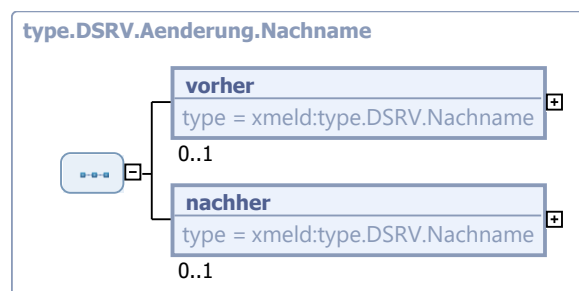 type.DSRV.Aenderung.Nachname
vorher
type = xmeld:type.DSRV.Nachname
0..1
nachher
type = xmeld:type.DSRV.Nachname
0..1